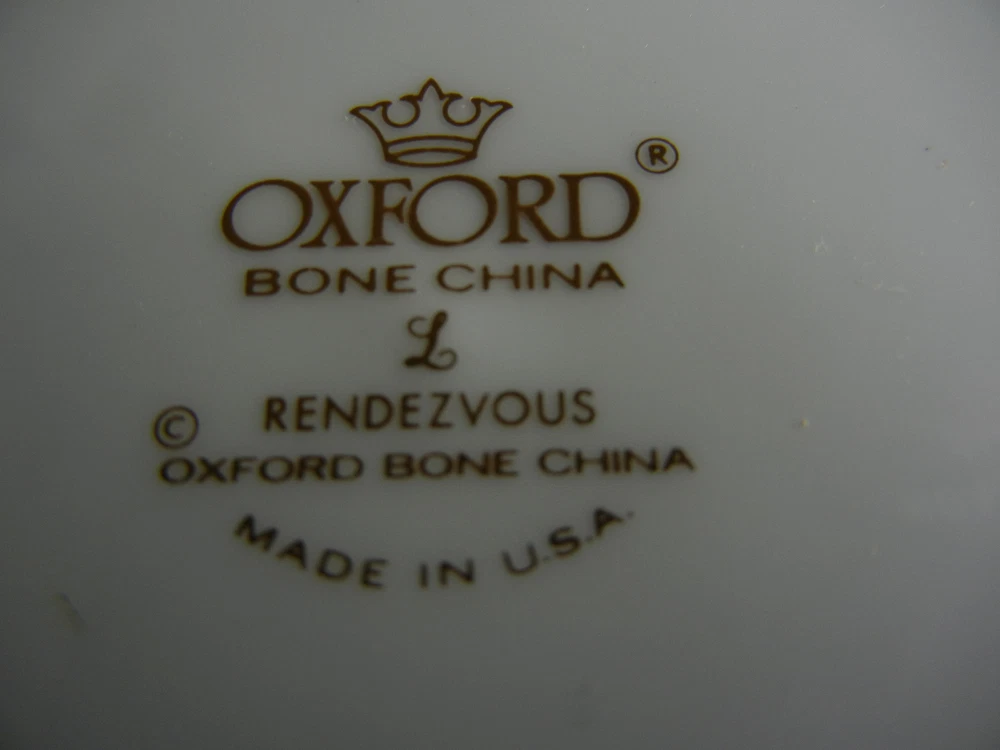 OXFORD ®
BONE CHINA
L
© RENDEZVOUS
OXFORD BONE CHINA
MADE IN U.S.A.